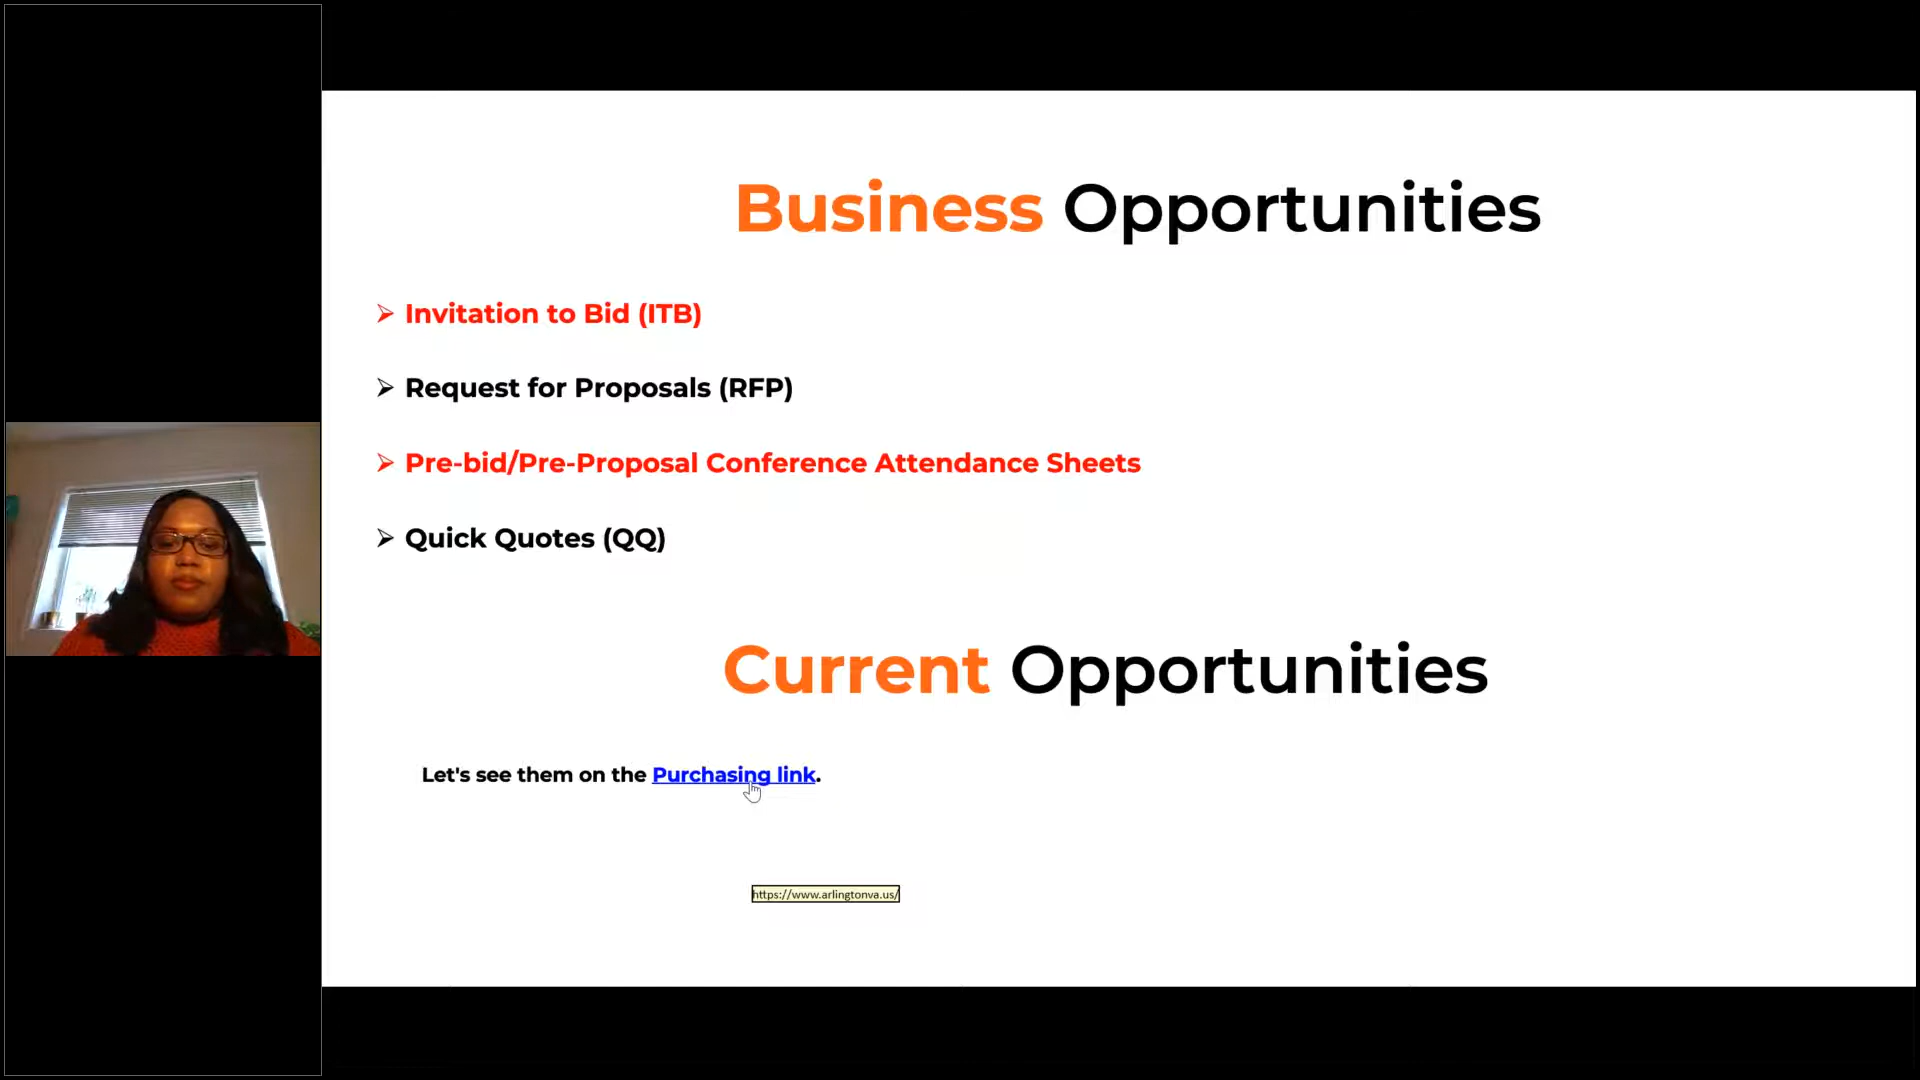 Business Opportunities
➢ Invitation to Bid (ITB)
➢ Request for Proposals (RFP)
➢ Pre-bid/Pre-Proposal Conference Attendance Sheets
➢ Quick Quotes (QQ)
Current Opportunities
Let's see them on the Purchasing link.
https://www.arlingtonva.us/